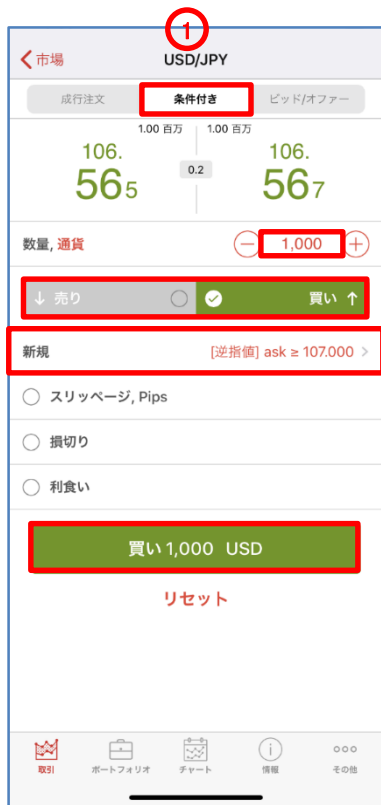 ①
市場 USD/JPY
成行注文 条件付き ビッド/オファー
1.00 百万 1.00 百万
106. 106.
565 0.2 567
数量, 通貨 − 1,000 +
↓ 売り 買い ↑
新規 [逆指値] ask ≥ 107.000 >
スリッページ, Pips
損切り
利食い
買い 1,000 USD
リセット
取引 ポートフォリオ チャート 情報 その他